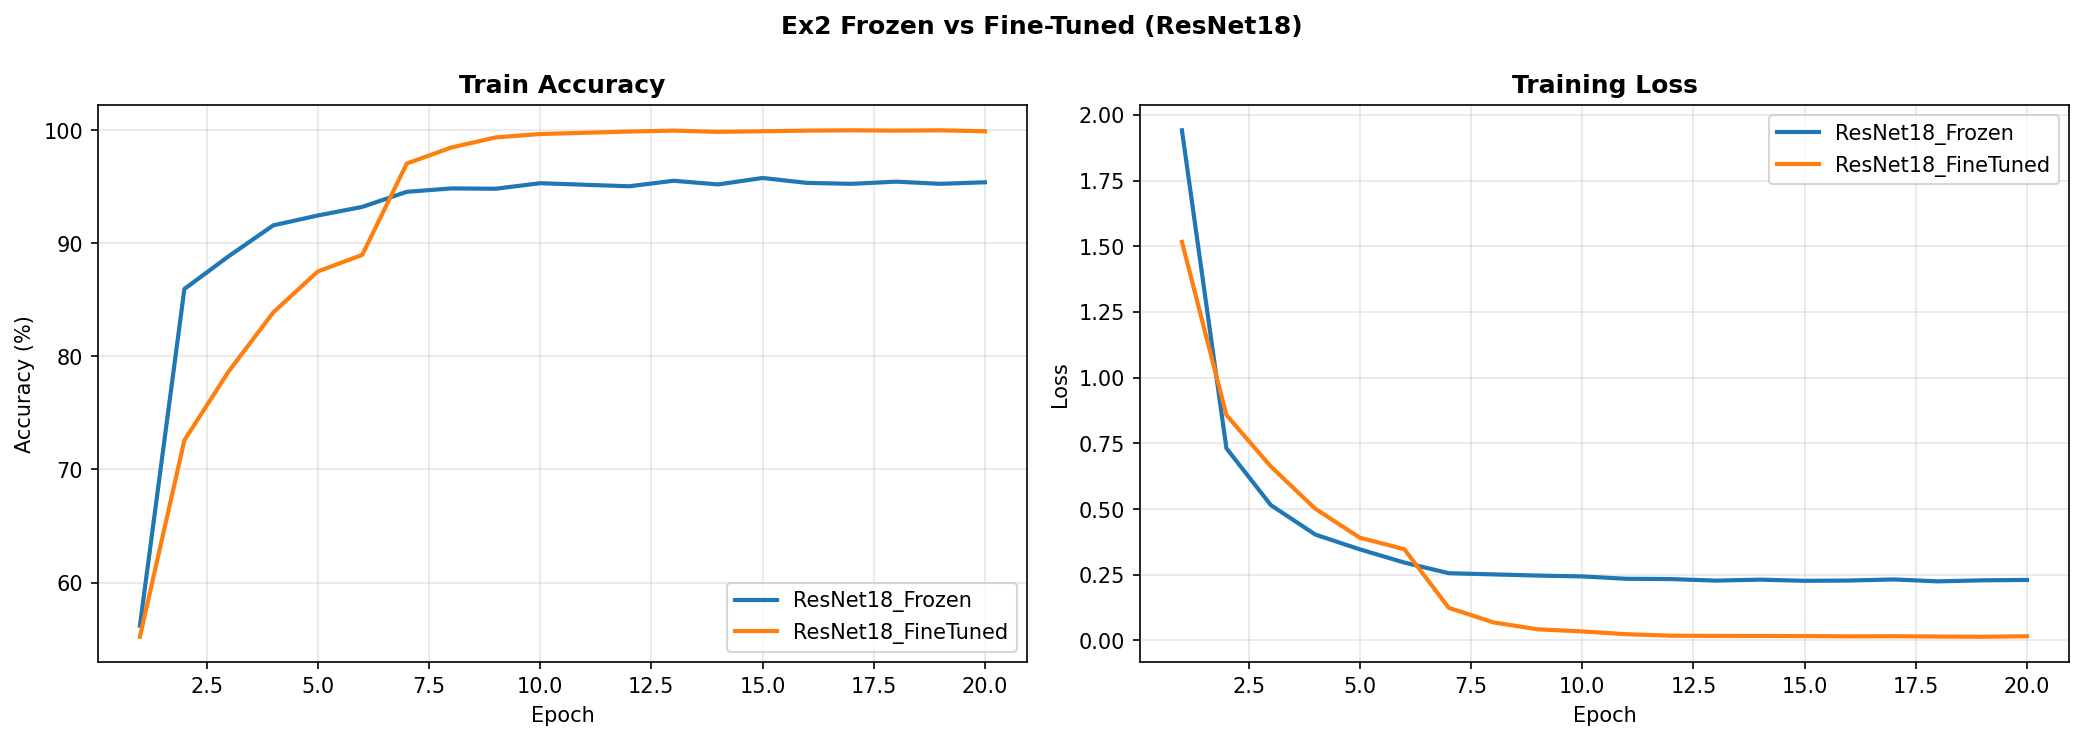 Ex2 Frozen vs Fine-Tuned (ResNet18)
Train Accuracy
Accuracy (%)
100
90
80
70
60
2.5 5.0 7.5 10.0 12.5 15.0 17.5 20.0
Epoch
ResNet18_Frozen
ResNet18_FineTuned
Training Loss
Loss
2.00
1.75
1.50
1.25
1.00
0.75
0.50
0.25
0.00
2.5 5.0 7.5 10.0 12.5 15.0 17.5 20.0
Epoch
ResNet18_Frozen
ResNet18_FineTuned